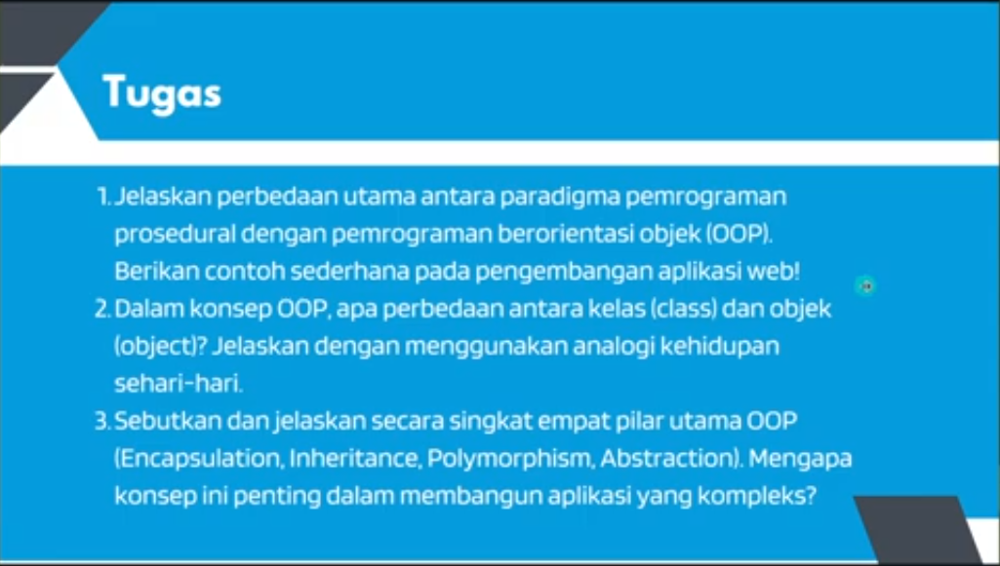 Tugas
1. Jelaskan perbedaan utama antara paradigma pemrograman
prosedural dengan pemrograman berorientasi objek (OOP).
Berikan contoh sederhana pada pengembangan aplikasi web!
2. Dalam konsep OOP, apa perbedaan antara kelas (class) dan objek
(object)? Jelaskan dengan menggunakan analogi kehidupan
sehari-hari.
3. Sebutkan dan jelaskan secara singkat empat pilar utama OOP
(Encapsulation, Inheritance, Polymorphism, Abstraction). Mengapa
konsep ini penting dalam membangun aplikasi yang kompleks?